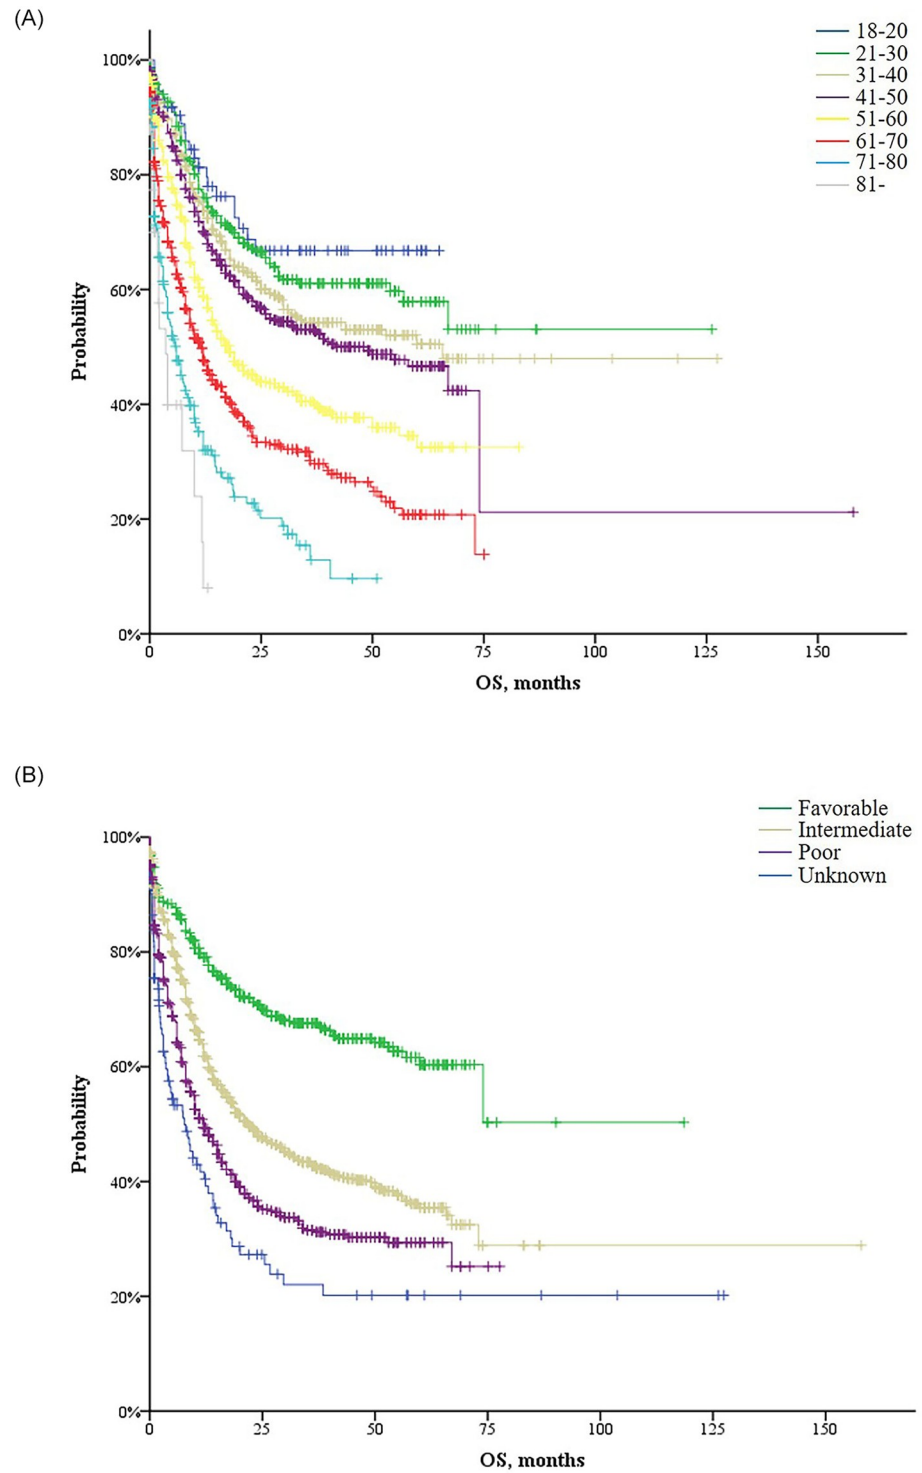 (A)
18-20
21-30
31-40
41-50
51-60
61-70
71-80
81-
100%
80%
60%
40%
20%
0%
Probability
0 25 50 75 100 125 150
OS, months
(B)
Favorable
Intermediate
Poor
Unknown
100%
80%
60%
40%
20%
0%
Probability
0 25 50 75 100 125 150
OS, months